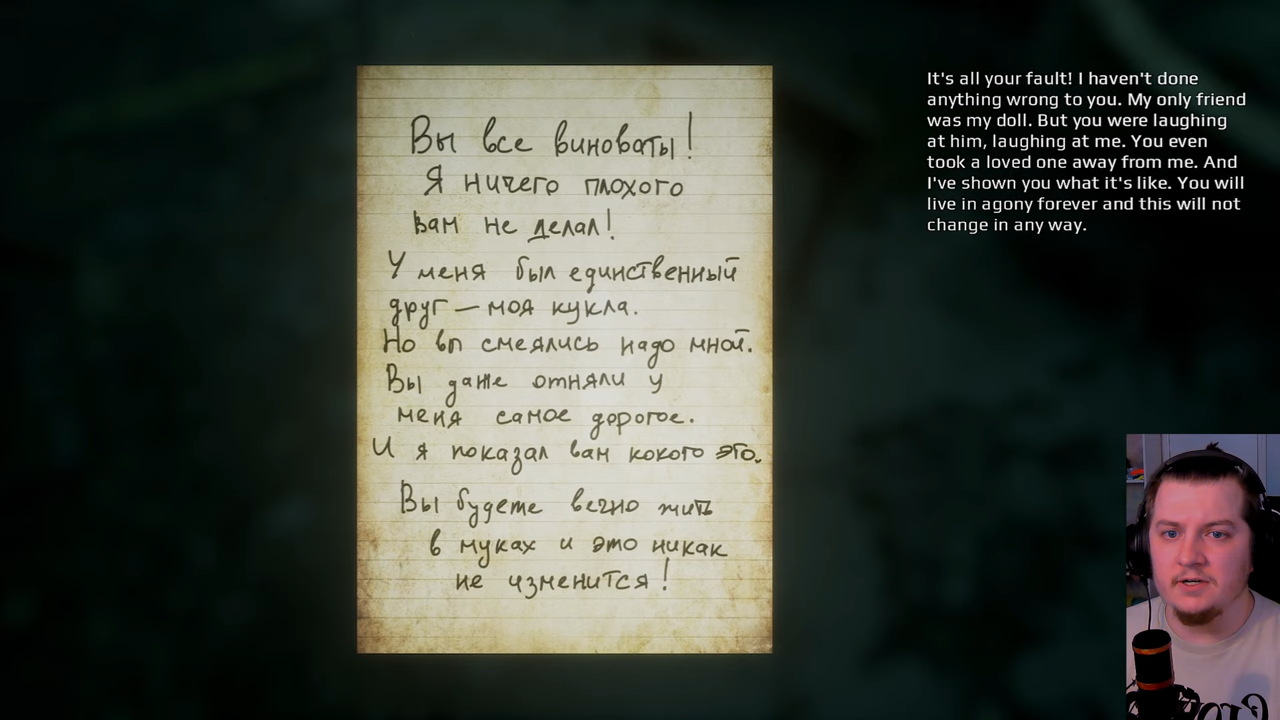 Вы все виноваты!
Я ничего плохого
вам не делал!
У меня был единственный
друг — моя кукла.
Но вы смеялись надо мной.
Вы даже отняли у
меня самое дорогое.
И я показал вам кокого это.
Вы будете вечно жить
в муках и это никак
не изменится!
It's all your fault! I haven't done
anything wrong to you. My only friend
was my doll. But you were laughing
at him, laughing at me. You even
took a loved one away from me. And
I've shown you what it's like. You will
live in agony forever and this will not
change in any way.